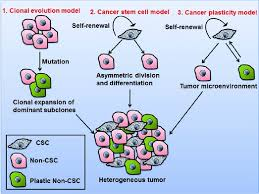 1. Clonal evolution model
2. Cancer stem cell model
3. Cancer plasticity model
Self-renewal
Self-renewal
Mutation
Asymmetric division
and differentiation
Tumor microenvironment
Clonal expansion of
dominant subclones
CSC
Non-CSC
Plastic Non-CSC
Heterogeneous tumor